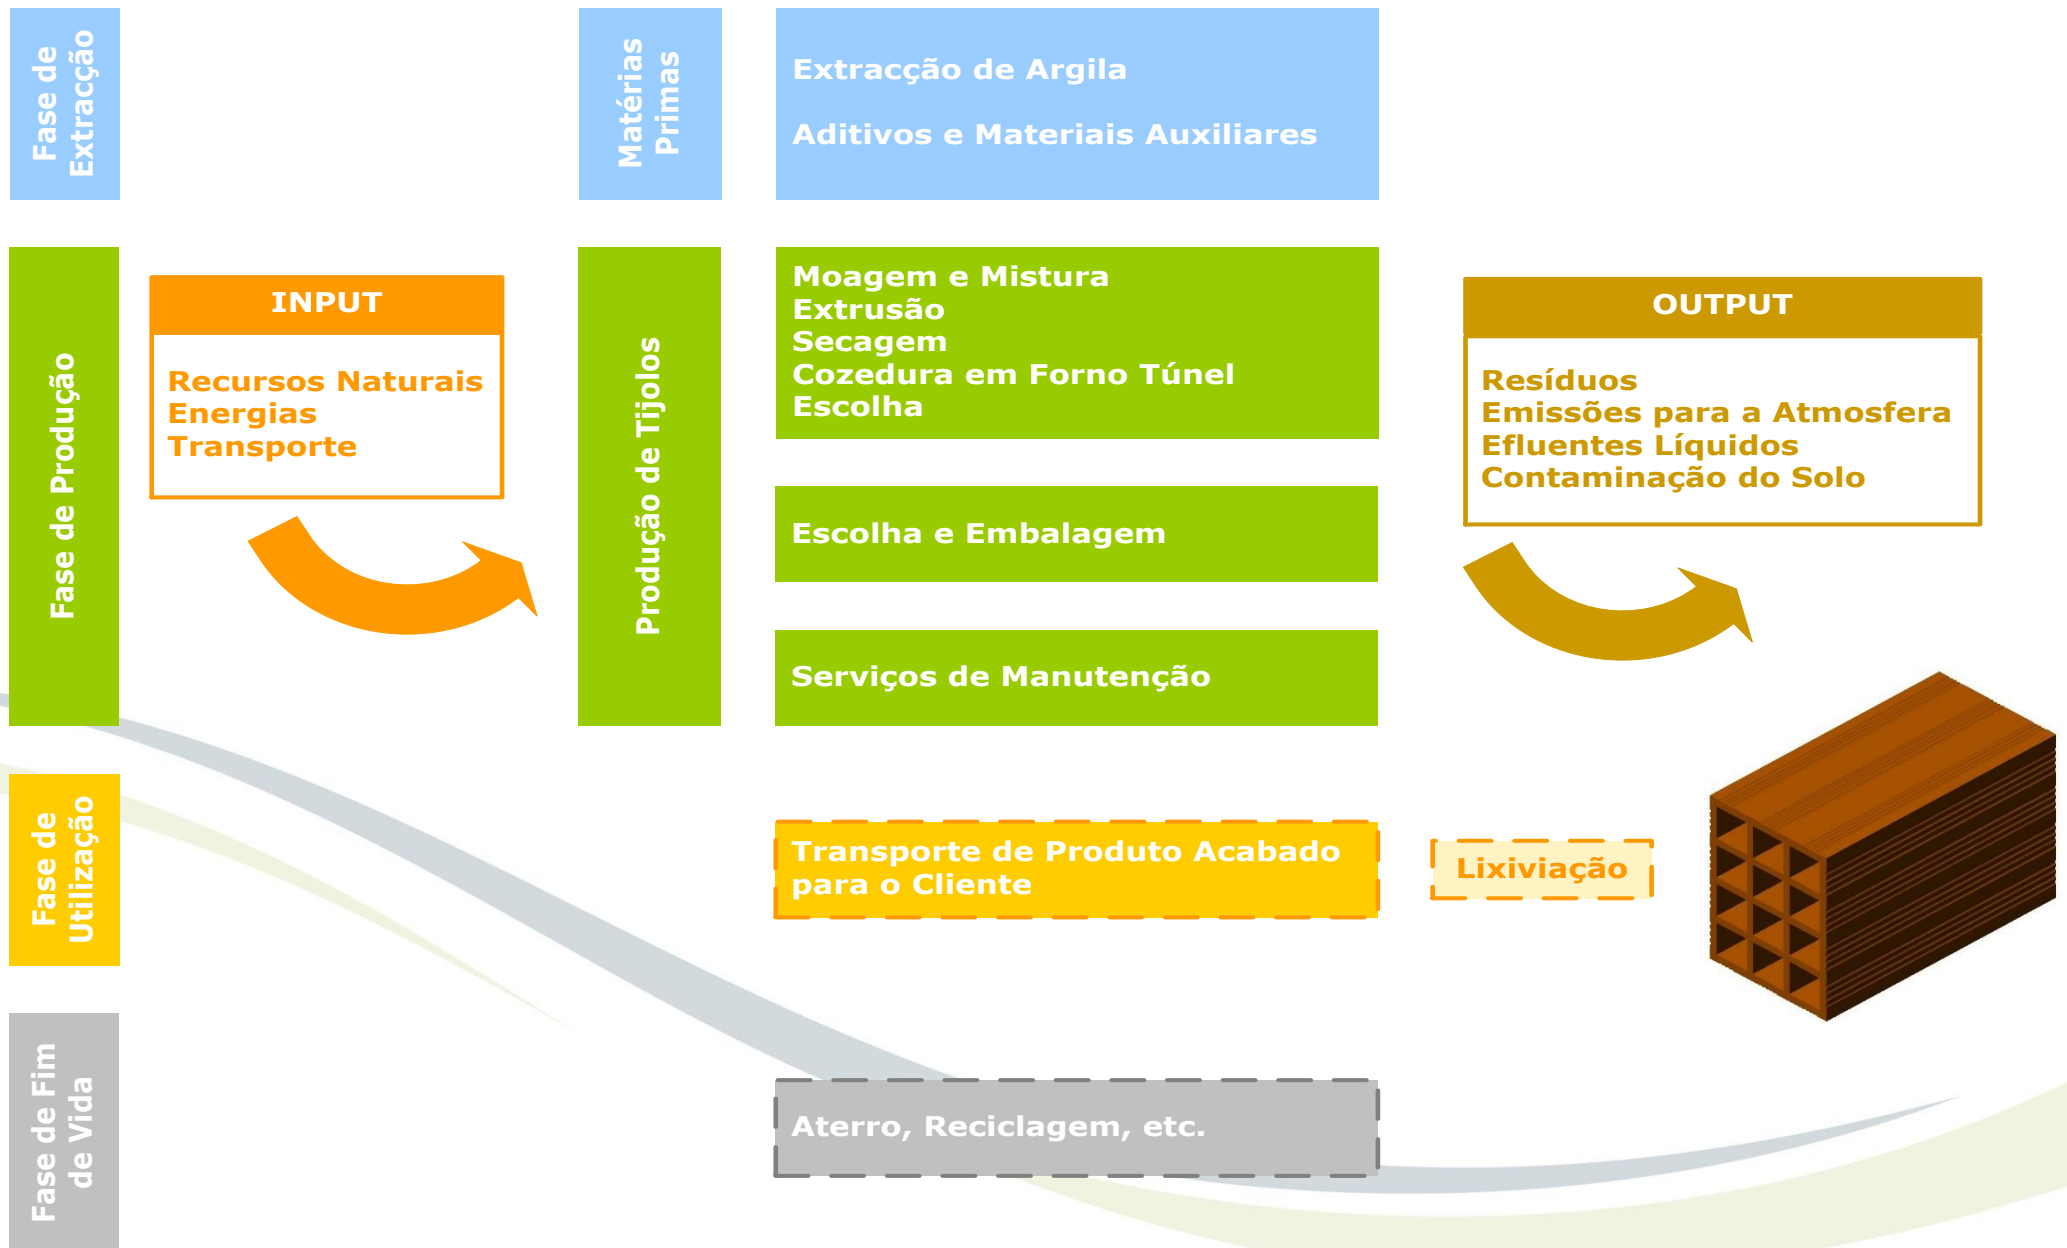 Fase de
Extracção
Matérias
Primas
Extracção de Argila
Aditivos e Materiais Auxiliares
Fase de Produção
INPUT
Recursos Naturais
Energias
Transporte
Produção de Tijolos
Moagem e Mistura
Extrusão
Secagem
Cozedura em Forno Túnel
Escolha
Escolha e Embalagem
Serviços de Manutenção
OUTPUT
Resíduos
Emissões para a Atmosfera
Efluentes Líquidos
Contaminação do Solo
Fase de
Utilização
Transporte de Produto Acabado
para o Cliente
Lixiviação
Fase de Fim
de Vida
Aterro, Reciclagem, etc.